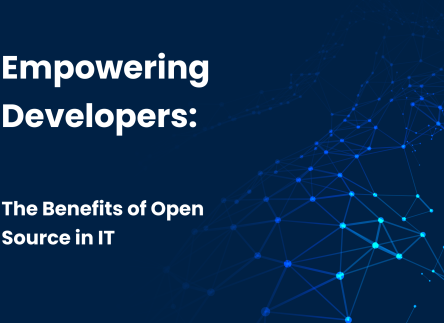 Empowering
Developers:
The Benefits of Open
Source in IT